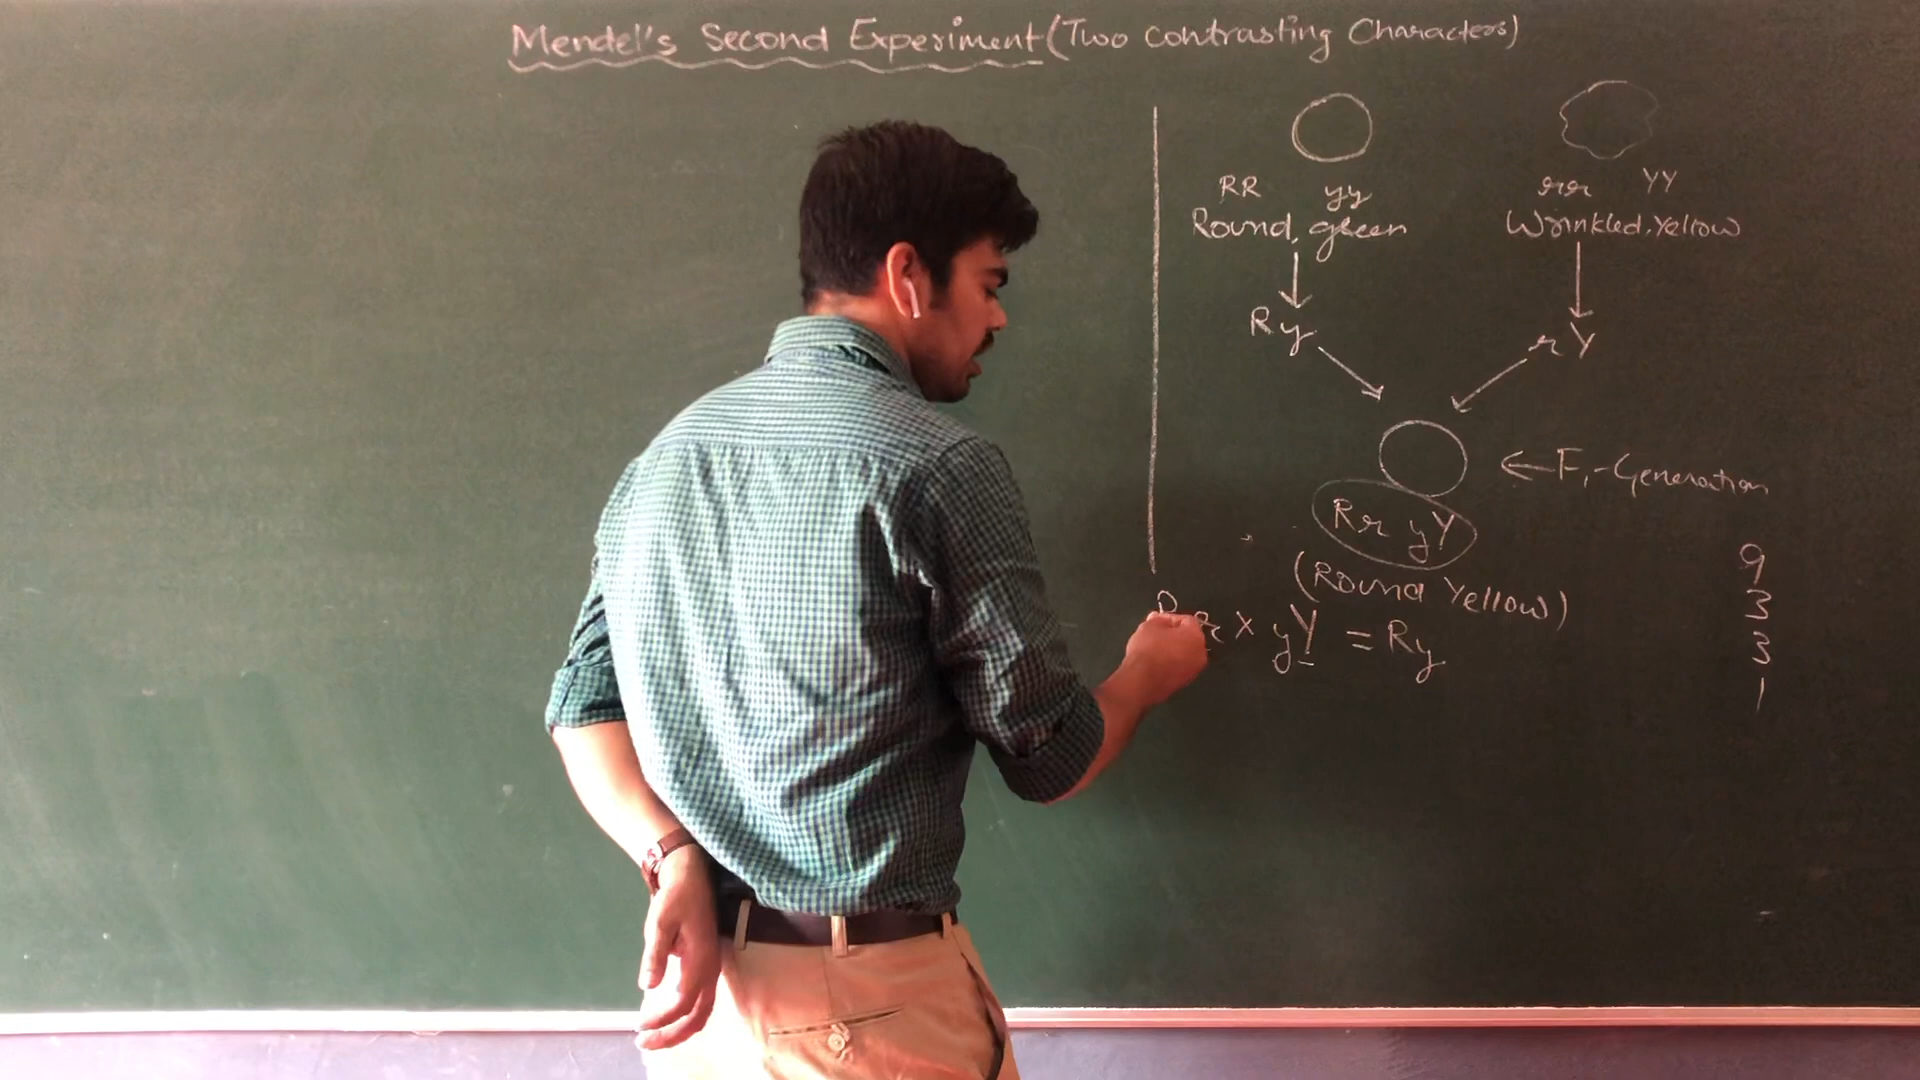 Mendel's Second Experiment (Two contrasting Characters)
RR yy rr YY
Round, green Wrinkled, Yellow
Ry rY
← F1-Generation
Rr yY
(Round Yellow)
Rr x yY = Ry
9
3
3
1